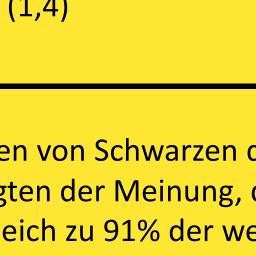 (1,4)
en von Schwarzen d
gten der Meinung,
eich zu 91% der we